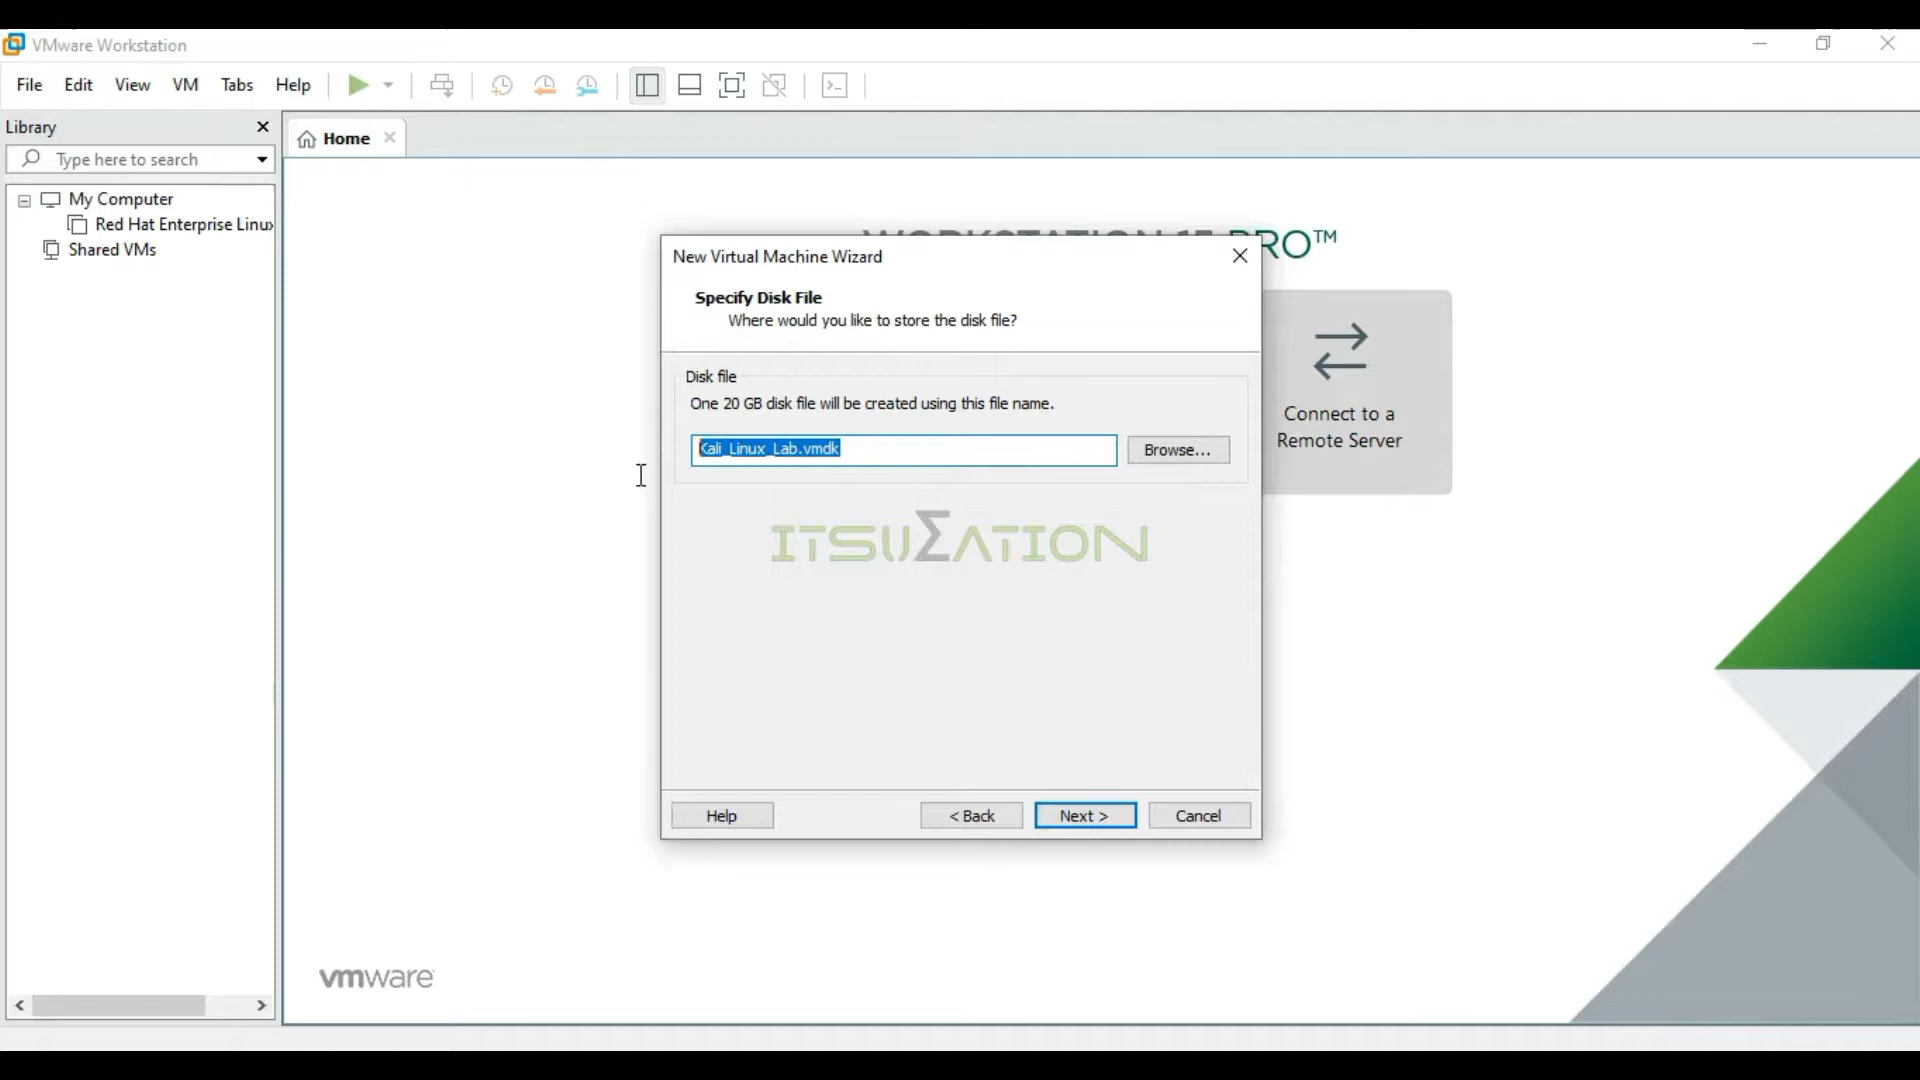 VMware Workstation
File Edit View VM Tabs Help
Library
Home
Type here to search
My Computer
Red Hat Enterprise Linux
Shared VMs
WORKSTATION 15 PRO™
New Virtual Machine Wizard
Specify Disk File
Where would you like to store the disk file?
Disk file
One 20 GB disk file will be created using this file name.
Kali_Linux_Lab.vmdk
Browse...
Connect to a
Remote Server
ITSUΣATION
Help
< Back
Next >
Cancel
vmware